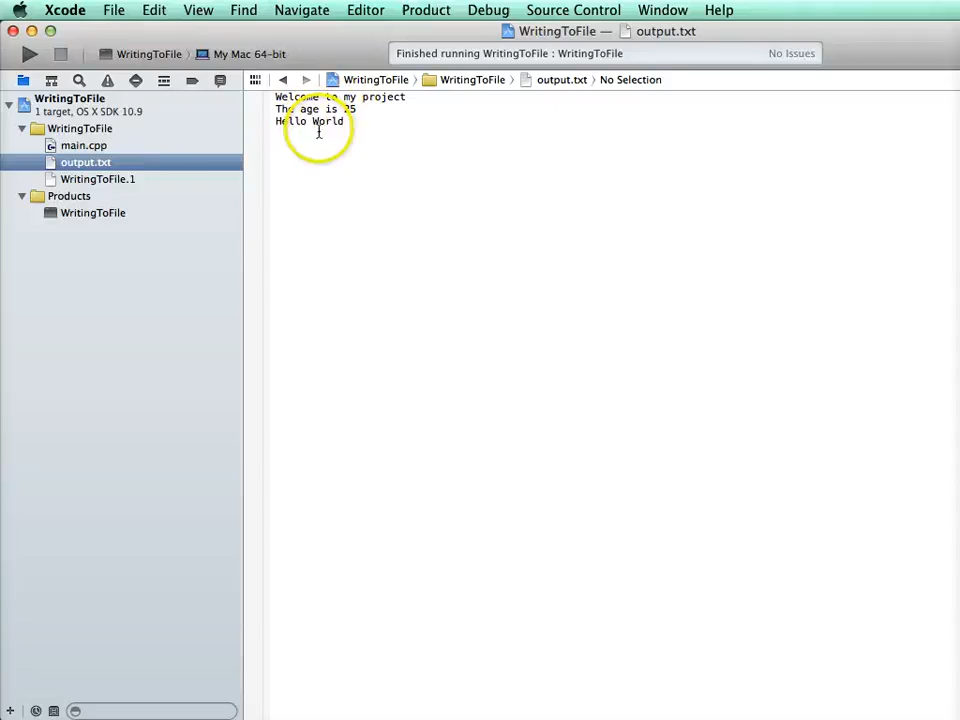 Xcode File Edit View Find Navigate Editor Product Debug Source Control Window Help
WritingToFile — output.txt
WritingToFile 〉 My Mac 64-bit
Finished running WritingToFile : WritingToFile No Issues
WritingToFile 〉 WritingToFile 〉 output.txt 〉 No Selection
WritingToFile
1 target, OS X SDK 10.9
WritingToFile
main.cpp
output.txt
WritingToFile.1
Products
WritingToFile
Welcome to my project
The age is 25
Hello World